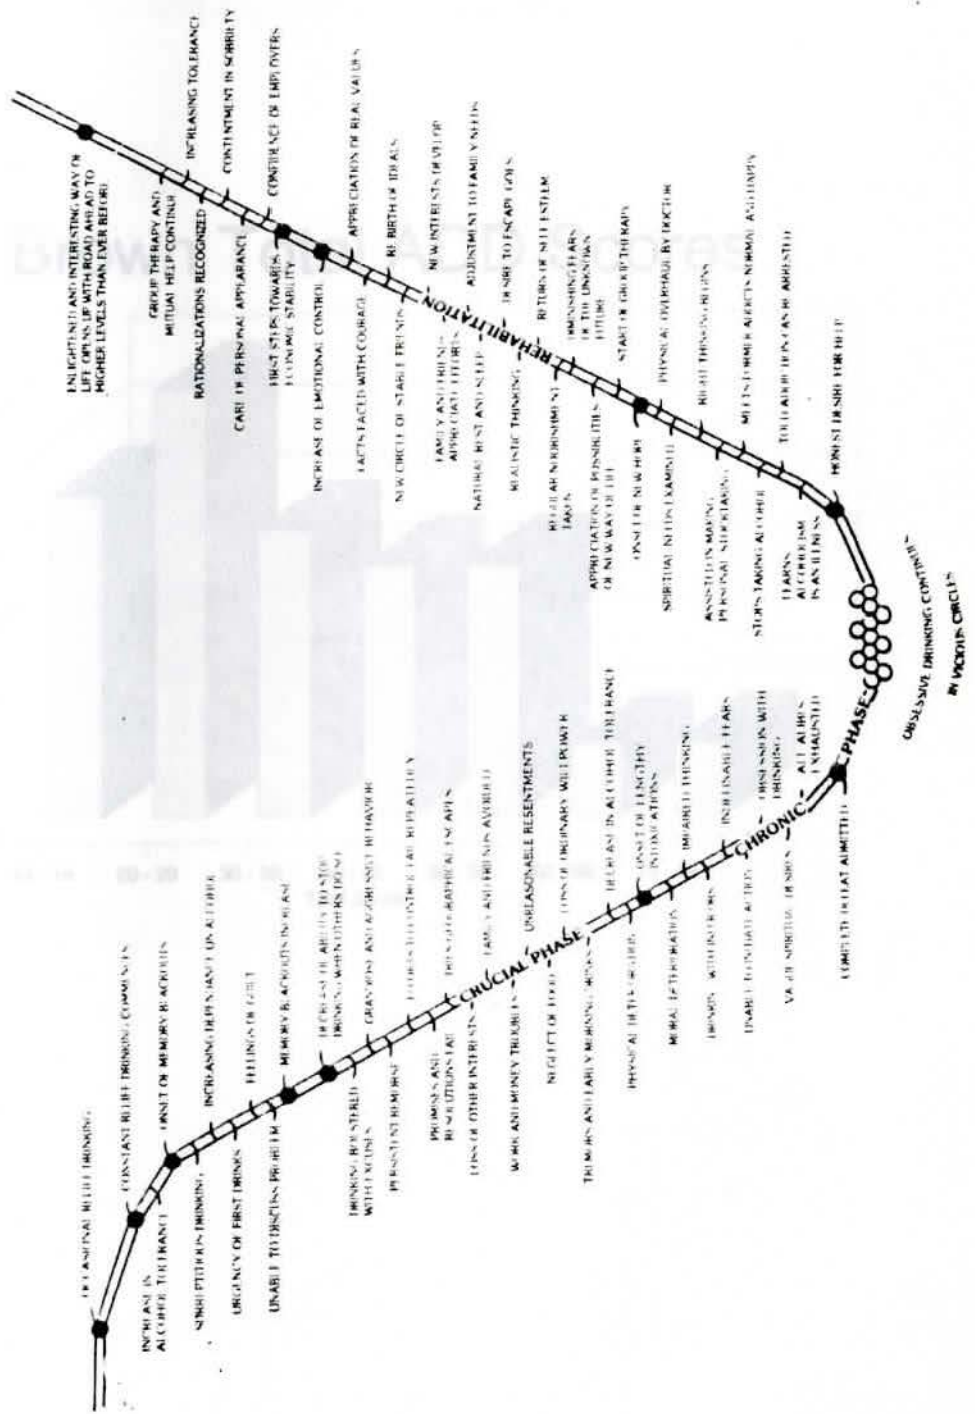 OCCASIONAL RELIEF DRINKING
CONSTANT RELIEF DRINKING COMMENCES
INCREASE IN
ALCOHOL TOLERANCE
ONSET OF MEMORY BLACKOUTS
SURREPTITIOUS DRINKING
INCREASING DEPENDANCE ON ALCOHOL
URGENCY OF FIRST DRINKS
FEELINGS OF GUILT
UNABLE TO DISCUSS PROBLEM
MEMORY BLACKOUTS INCREASE
DECREASE OF ABILITY TO STOP
DRINKING WHEN OTHERS DO SO
DRINKING BOLSTERED
WITH EXCUSES
GRANDIOSE AND AGGRESSIVE BEHAVIOR
PERSISTENT REMORSE
EFFORTS TO CONTROL FAIL REPEATEDLY
PROMISES AND
RESOLUTIONS FAIL
TRIES GEOGRAPHICAL ESCAPES
CRUCIAL PHASE
LOSS OF OTHER INTERESTS
FAMILY AND FRIENDS AVOIDED
WORK AND MONEY TROUBLES
UNREASONABLE RESENTMENTS
NEGLECT OF FOOD
LOSS OF ORDINARY WILL POWER
TREMORS AND EARLY MORNING DRINKS
DECREASE IN ALCOHOL TOLERANCE
PHYSICAL DETERIORATION
ONSET OF LENGTHY
INTOXICATIONS
MORAL DETERIORATION
IMPAIRED THINKING
DRINKING WITH INFERIORS
INDEFINABLE FEARS
UNABLE TO INITIATE ACTION
OBSESSION WITH
DRINKING
CHRONIC PHASE
VAGUE SPIRITUAL DESIRES
ALL ALIBIS
EXHAUSTED
COMPLETE DEFEAT ADMITTED
OBSESSIVE DRINKING CONTINUES
IN VICIOUS CIRCLES
HONEST DESIRE FOR HELP
LEARNS
ALCOHOLISM
IS AN ILLNESS
TOLD ADDICTION CAN BE ARRESTED
STOPS TAKING ALCOHOL
MEETS FORMER ADDICTS NORMAL AND HAPPY
ASSISTED IN MAKING
PERSONAL STOCKTAKING
RIGHT THINKING BEGINS
SPIRITUAL NEEDS EXAMINED
PHYSICAL OVERHAUL BY DOCTOR
ONSET OF NEW HOPE
START OF GROUP THERAPY
APPRECIATION OF POSSIBILITIES
OF NEW WAY OF LIFE
DIMINISHING FEARS
OF THE UNKNOWN
FUTURE
REGULAR NOURISHMENT
TAKEN
RETURN OF SELF ESTEEM
REALISTIC THINKING
DESIRE TO ESCAPE GOES
NATURAL REST AND SLEEP
ADJUSTMENT TO FAMILY NEEDS
FAMILY AND FRIENDS
APPRECIATE EFFORTS
NEW INTERESTS DEVELOP
REHABILITATION
NEW CIRCLE OF STABLE FRIENDS
RE BIRTH OF IDEALS
FACTS FACED WITH COURAGE
APPRECIATION OF REAL VALUES
INCREASE OF EMOTIONAL CONTROL
FIRST STEPS TOWARDS
ECONOMIC STABILITY
CONFIDENCE OF EMPLOYERS
CARE OF PERSONAL APPEARANCE
CONTENTMENT IN SOBRIETY
RATIONALIZATIONS RECOGNIZED
INCREASING TOLERANCE
GROUP THERAPY AND
MUTUAL HELP CONTINUE
ENLIGHTENED AND INTERESTING WAY OF
LIFE OPENS UP WITH ROAD AHEAD TO
HIGHER LEVELS THAN EVER BEFORE